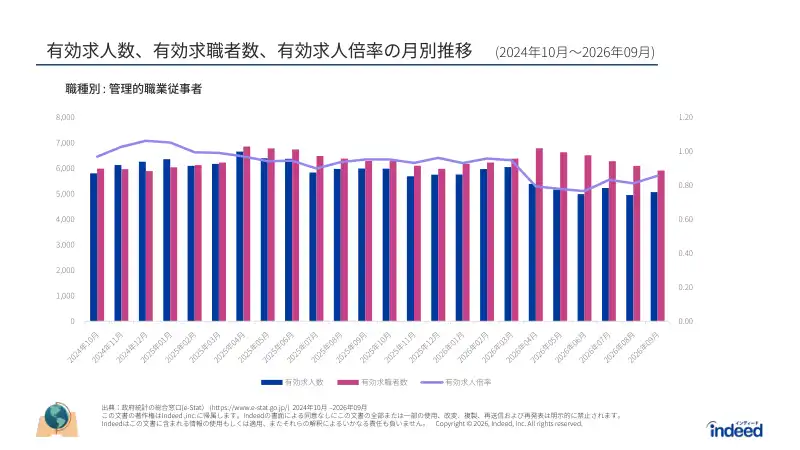 有効求人数、有効求職者数、有効求人倍率の月別推移 (2024年10月～2026年09月)
職種別 : 管理的職業従事者
8,000
7,000
6,000
5,000
4,000
3,000
2,000
1,000
0
1.20
1.00
0.80
0.60
0.40
0.20
0.00
2024年10月
2024年11月
2024年12月
2025年01月
2025年02月
2025年03月
2025年04月
2025年05月
2025年06月
2025年07月
2025年08月
2025年09月
2025年10月
2025年11月
2025年12月
2026年01月
2026年02月
2026年03月
2026年04月
2026年05月
2026年06月
2026年07月
2026年08月
2026年09月
有効求人数 有効求職者数 有効求人倍率
出典：政府統計の総合窓口(e-Stat) (https://www.e-stat.go.jp/) 2024年10月 –2026年09月
この文書の著作権はIndeed ,inc に帰属します。Indeedの書面による同意なしにこの文書の全部または一部の使用、改変、複製、再送信および再発表は明示的に禁止されます。
Indeedはこの文書に含まれる情報の使用もしくは適用、またそれらの解釈によるいかなる責任も負いません。 Copyright © 2026, Indeed, Inc. All rights reserved.
インディード
indeed